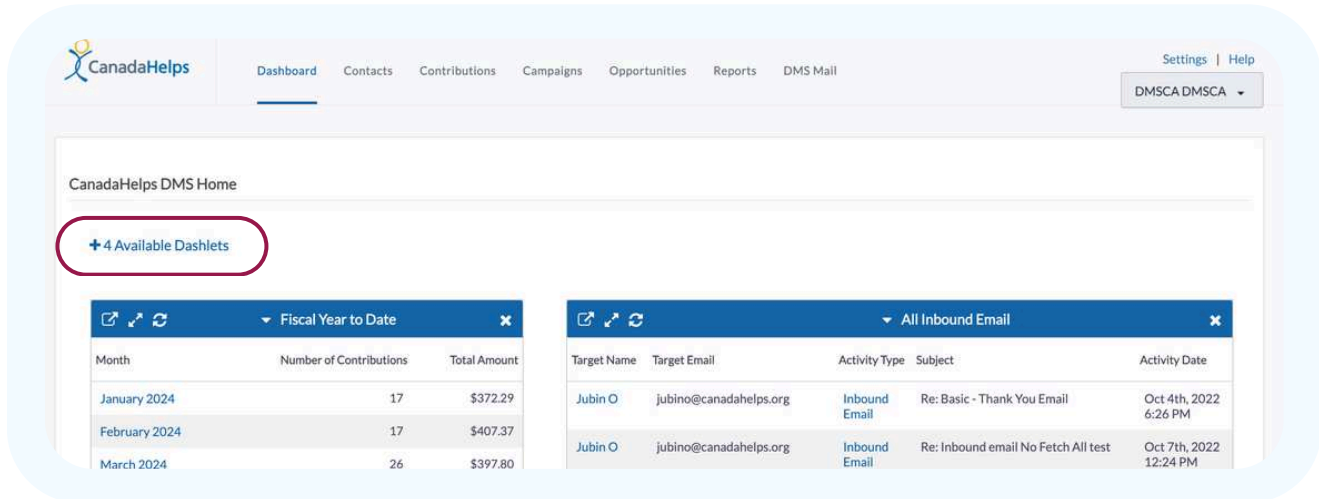 CanadaHelps
Dashboard Contacts Contributions Campaigns Opportunities Reports DMS Mail
Settings | Help
DMSCA DMSCA
CanadaHelps DMS Home
+ 4 Available Dashlets
Fiscal Year to Date
Month Number of Contributions Total Amount
January 2024 17 $372.29
February 2024 17 $407.37
March 2024 26 $397.80
All Inbound Email
Target Name Target Email Activity Type Subject Activity Date
Jubin O jubino@canadahelps.org Inbound Re: Basic - Thank You Email Oct 4th, 2022
Email 6:26 PM
Jubin O jubino@canadahelps.org Inbound Re: Inbound email No Fetch All test Oct 7th, 2022
Email 12:24 PM